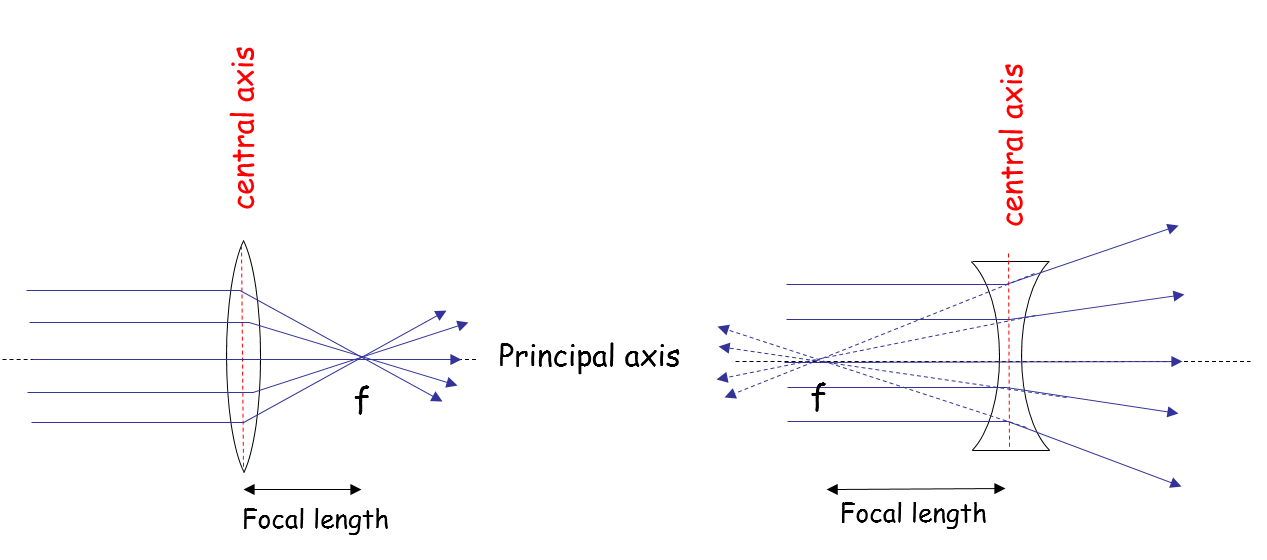 central axis
central axis
Principal axis
f
f
Focal length
Focal length